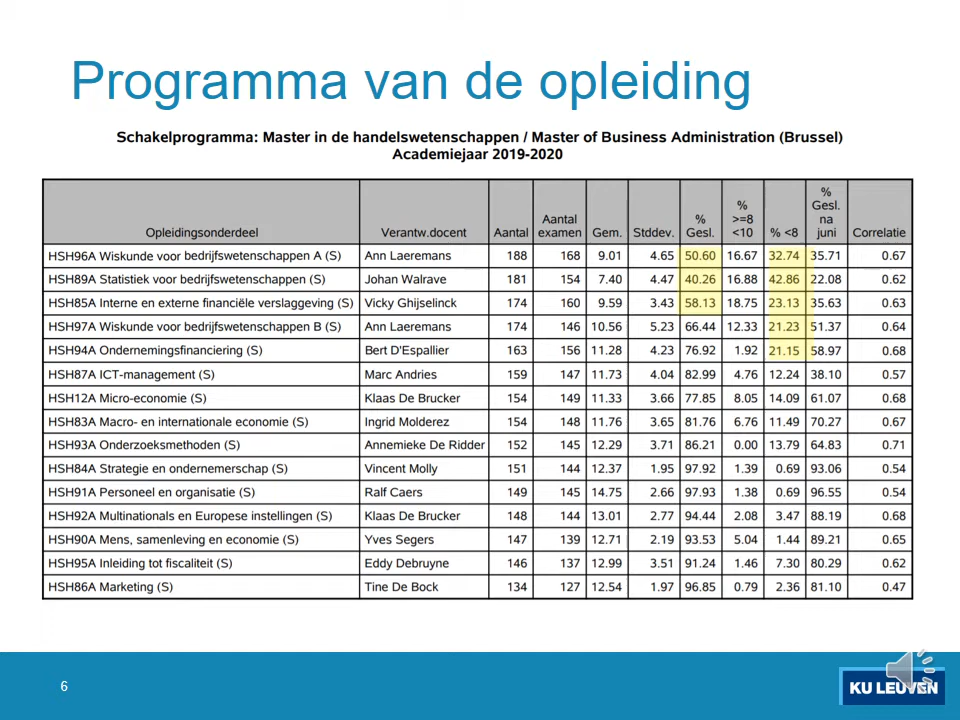 Programma van de opleiding
Schakelprogramma: Master in de handelswetenschappen / Master of Business Administration (Brussel)
Academiejaar 2019-2020
Opleidingsonderdeel Verantw.docent Aantal Aantal examen Gem. Stddev. % Gesl. % >=8 <10 % <8 % Gesl. na juni Correlatie
HSH96A Wiskunde voor bedrijfswetenschappen A (S) Ann Laeremans 188 168 9.01 4.65 50.60 16.67 32.74 35.71 0.67
HSH89A Statistiek voor bedrijfswetenschappen (S) Johan Walrave 181 154 7.40 4.47 40.26 16.88 42.86 22.08 0.62
HSH85A Interne en externe financiële verslaggeving (S) Vicky Ghijselinck 174 160 9.59 3.43 58.13 18.75 23.13 35.63 0.63
HSH97A Wiskunde voor bedrijfswetenschappen B (S) Ann Laeremans 174 146 10.56 5.23 66.44 12.33 21.23 51.37 0.64
HSH94A Ondernemingsfinanciering (S) Bert D'Espallier 163 156 11.28 4.23 76.92 1.92 21.15 58.97 0.68
HSH87A ICT-management (S) Marc Andries 159 147 11.73 4.04 82.99 4.76 12.24 38.10 0.57
HSH12A Micro-economie (S) Klaas De Brucker 154 149 11.33 3.66 77.85 8.05 14.09 61.07 0.68
HSH83A Macro- en internationale economie (S) Ingrid Molderez 154 148 11.76 3.65 81.76 6.76 11.49 70.27 0.67
HSH93A Onderzoeksmethoden (S) Annemieke De Ridder 152 145 12.29 3.71 86.21 0.00 13.79 64.83 0.71
HSH84A Strategie en ondernemerschap (S) Vincent Molly 151 144 12.37 1.95 97.92 1.39 0.69 93.06 0.54
HSH91A Personeel en organisatie (S) Ralf Caers 149 145 14.75 2.66 97.93 1.38 0.69 96.55 0.54
HSH92A Multinationals en Europese instellingen (S) Klaas De Brucker 148 144 13.01 2.77 94.44 2.08 3.47 88.19 0.68
HSH90A Mens, samenleving en economie (S) Yves Segers 147 139 12.71 2.19 93.53 5.04 1.44 89.21 0.65
HSH95A Inleiding tot fiscaliteit (S) Eddy Debruyne 146 137 12.99 3.51 91.24 1.46 7.30 80.29 0.62
HSH86A Marketing (S) Tine De Bock 134 127 12.54 1.97 96.85 0.79 2.36 81.10 0.47
6
KU LEUVEN